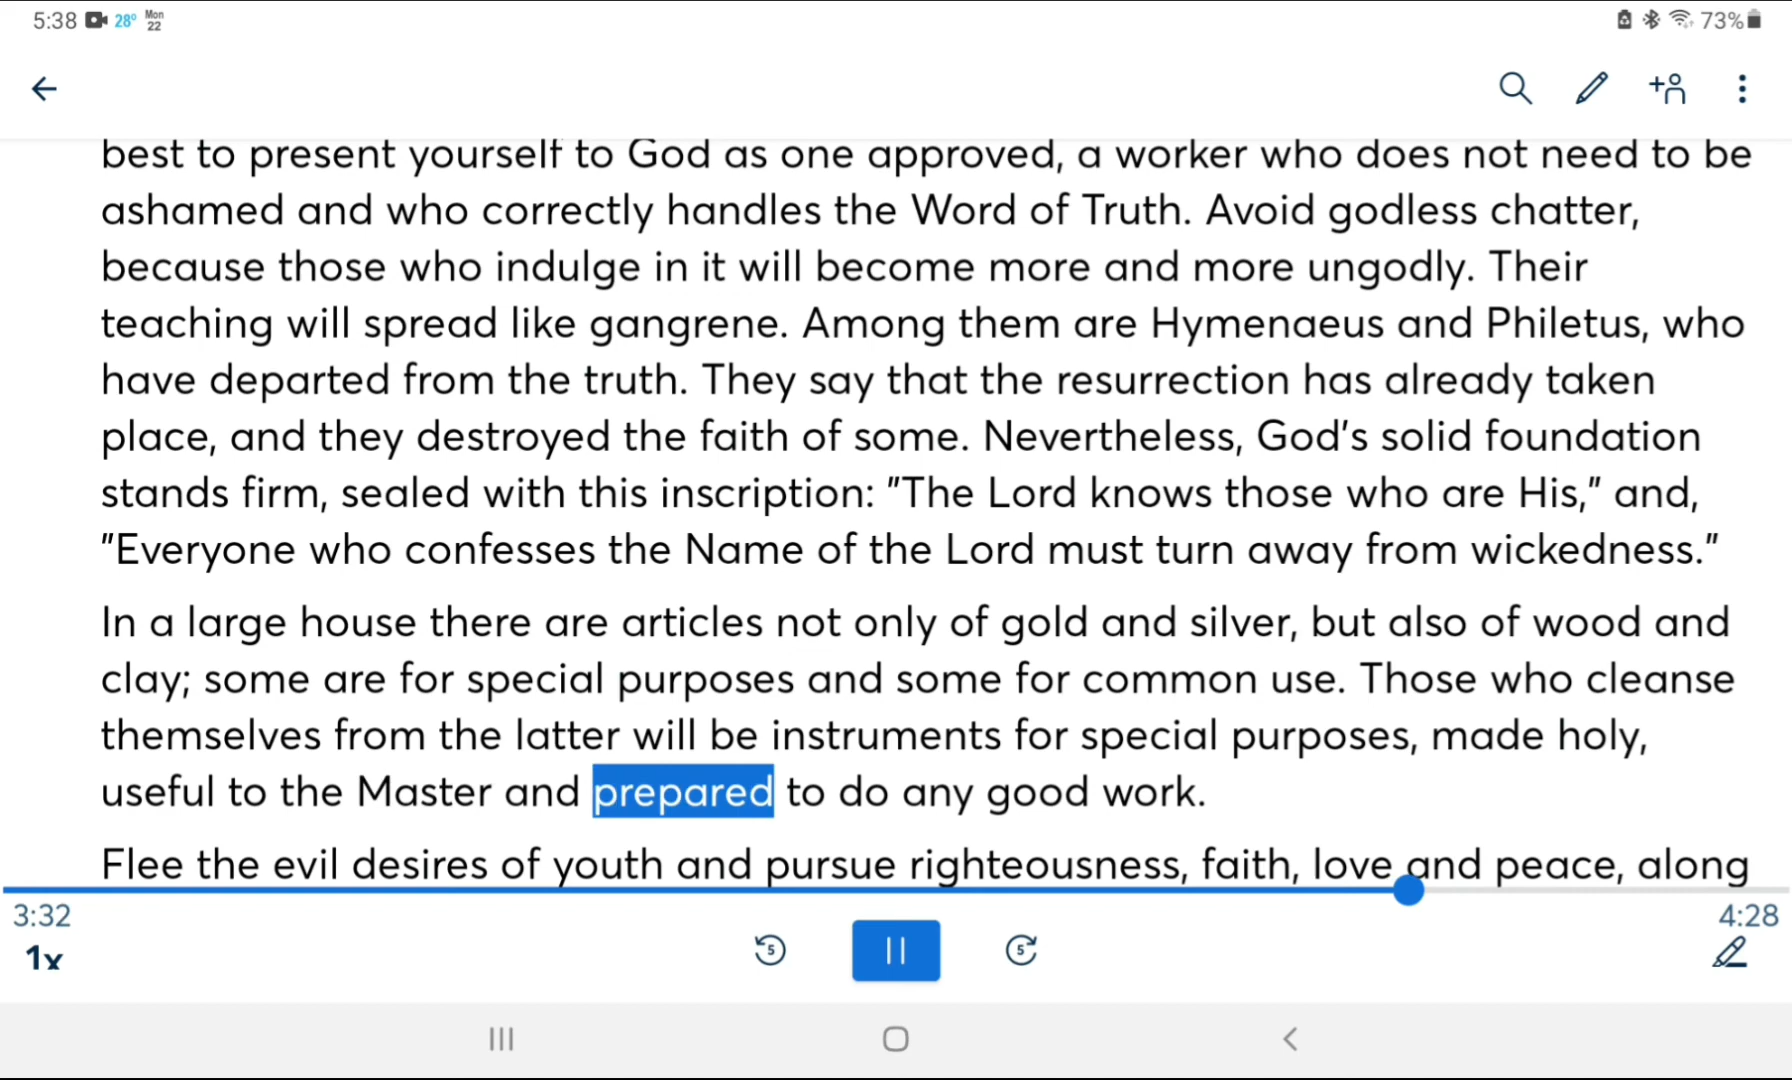 5:38 28° Mon 22 73%
best to present yourself to God as one approved, a worker who does not need to be
ashamed and who correctly handles the Word of Truth. Avoid godless chatter,
because those who indulge in it will become more and more ungodly. Their
teaching will spread like gangrene. Among them are Hymenaeus and Philetus, who
have departed from the truth. They say that the resurrection has already taken
place, and they destroyed the faith of some. Nevertheless, God's solid foundation
stands firm, sealed with this inscription: "The Lord knows those who are His," and,
"Everyone who confesses the Name of the Lord must turn away from wickedness."
In a large house there are articles not only of gold and silver, but also of wood and
clay; some are for special purposes and some for common use. Those who cleanse
themselves from the latter will be instruments for special purposes, made holy,
useful to the Master and prepared to do any good work.
Flee the evil desires of youth and pursue righteousness, faith, love and peace, along
3:32 4:28
1x 5 5